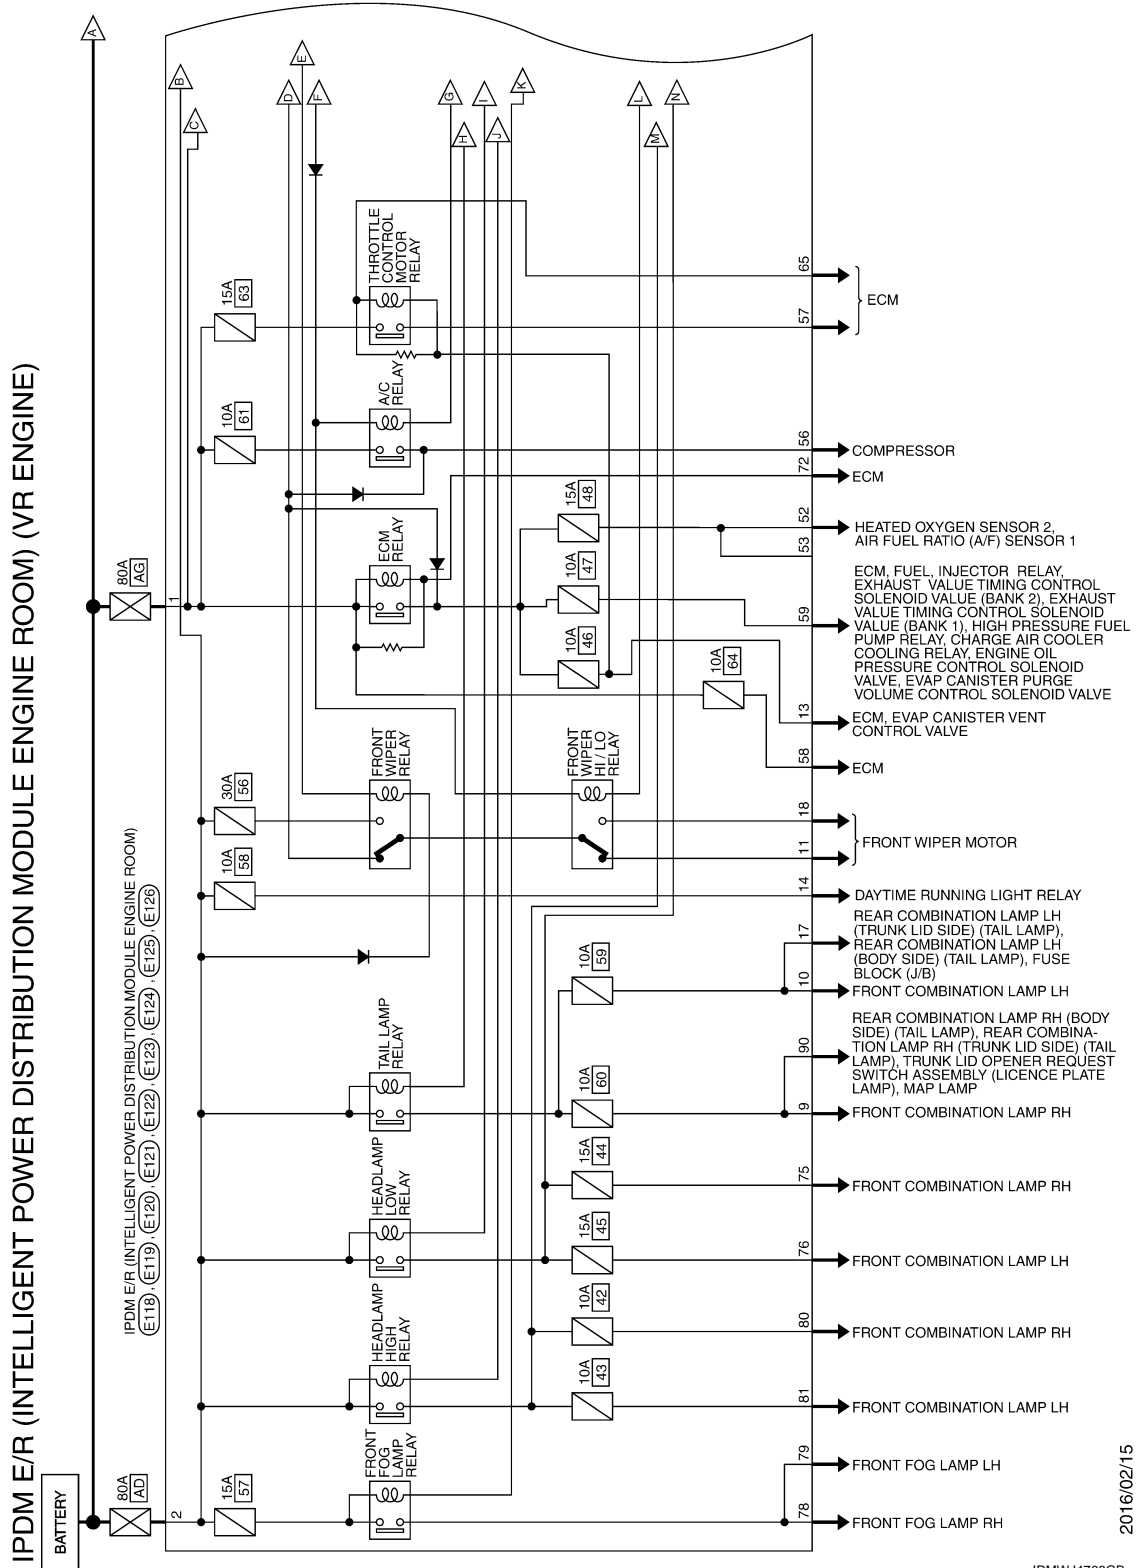 IPDM E/R (INTELLIGENT POWER DISTRIBUTION MODULE ENGINE ROOM) (VR ENGINE)
BATTERY
80A
AD
80A
AG
A
IPDM E/R (INTELLIGENT POWER DISTRIBUTION MODULE ENGINE ROOM)
E118 , E119 , E120 , E121 , E122 , E123 , E124 , E125 , E126
B
C
D
E
F
G
H
I
J
K
L
M
N
1
2
15A
63
THROTTLE
CONTROL
MOTOR
RELAY
65
57
ECM
10A
61
A/C
RELAY
56
COMPRESSOR
72
ECM
ECM
RELAY
15A
48
52
53
HEATED OXYGEN SENSOR 2,
AIR FUEL RATIO (A/F) SENSOR 1
10A
47
59
ECM, FUEL, INJECTOR RELAY,
EXHAUST VALUE TIMING CONTROL
SOLENOID VALUE (BANK 2), EXHAUST
VALUE TIMING CONTROL SOLENOID
VALUE (BANK 1), HIGH PRESSURE FUEL
PUMP RELAY, CHARGE AIR COOLER
COOLING RELAY, ENGINE OIL
PRESSURE CONTROL SOLENOID
VALVE, EVAP CANISTER PURGE
VOLUME CONTROL SOLENOID VALVE
10A
46
10A
64
13
ECM, EVAP CANISTER VENT
CONTROL VALVE
58
ECM
30A
56
FRONT
WIPER
RELAY
FRONT
WIPER
HI / LO
RELAY
18
11
FRONT WIPER MOTOR
10A
58
14
DAYTIME RUNNING LIGHT RELAY
10A
59
17
REAR COMBINATION LAMP LH
(TRUNK LID SIDE) (TAIL LAMP),
REAR COMBINATION LAMP LH
(BODY SIDE) (TAIL LAMP), FUSE
BLOCK (J/B)
10
FRONT COMBINATION LAMP LH
TAIL LAMP
RELAY
10A
60
90
REAR COMBINATION LAMP RH (BODY
SIDE) (TAIL LAMP), REAR COMBINA-
TION LAMP RH (TRUNK LID SIDE) (TAIL
LAMP), TRUNK LID OPENER REQUEST
SWITCH ASSEMBLY (LICENCE PLATE
LAMP), MAP LAMP
9
FRONT COMBINATION LAMP RH
15A
44
75
FRONT COMBINATION LAMP RH
HEADLAMP
LOW
RELAY
15A
45
76
FRONT COMBINATION LAMP LH
10A
42
80
FRONT COMBINATION LAMP RH
HEADLAMP
HIGH
RELAY
10A
43
81
FRONT COMBINATION LAMP LH
15A
57
FRONT
FOG
LAMP
RELAY
79
FRONT FOG LAMP LH
78
FRONT FOG LAMP RH
2016/02/15